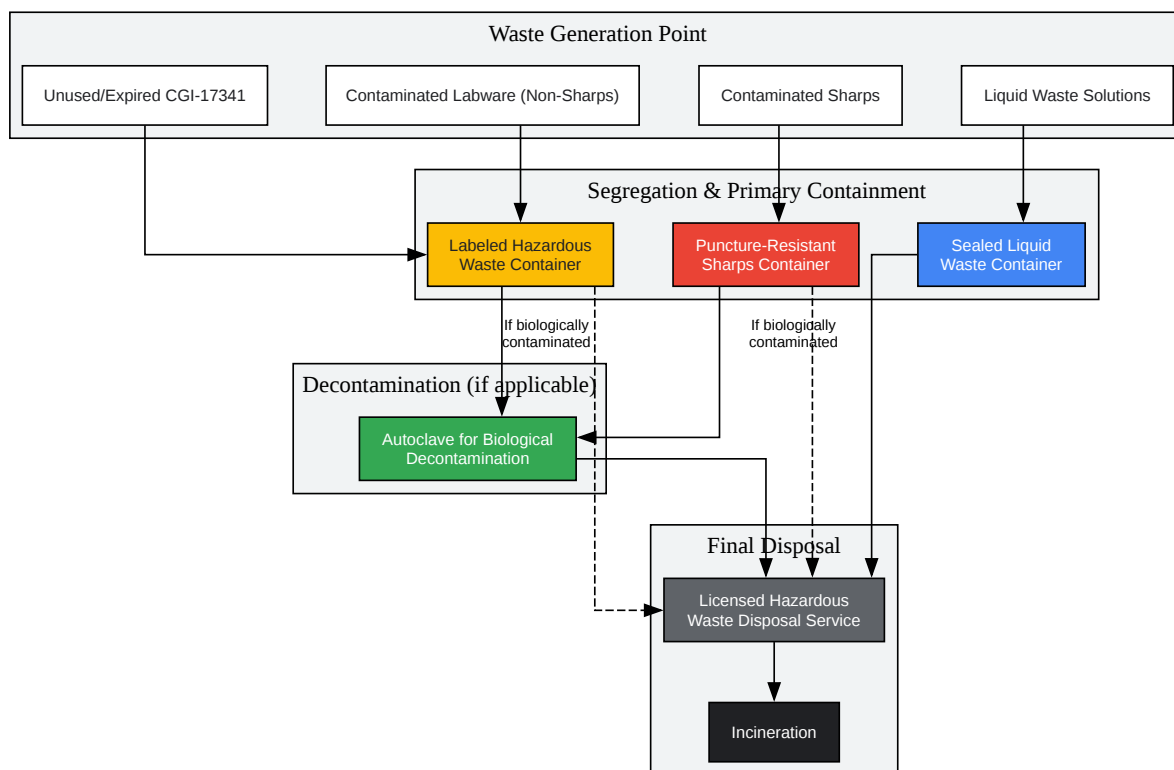 Waste Generation Point
Unused/Expired CGI-17341
Contaminated Labware (Non-Sharps)
Contaminated Sharps
Liquid Waste Solutions
Segregation & Primary Containment
Labeled Hazardous
Waste Container
Puncture-Resistant
Sharps Container
Sealed Liquid
Waste Container
If biologically
contaminated
If biologically
contaminated
Decontamination (if applicable)
Autoclave for Biological
Decontamination
Final Disposal
Licensed Hazardous
Waste Disposal Service
Incineration